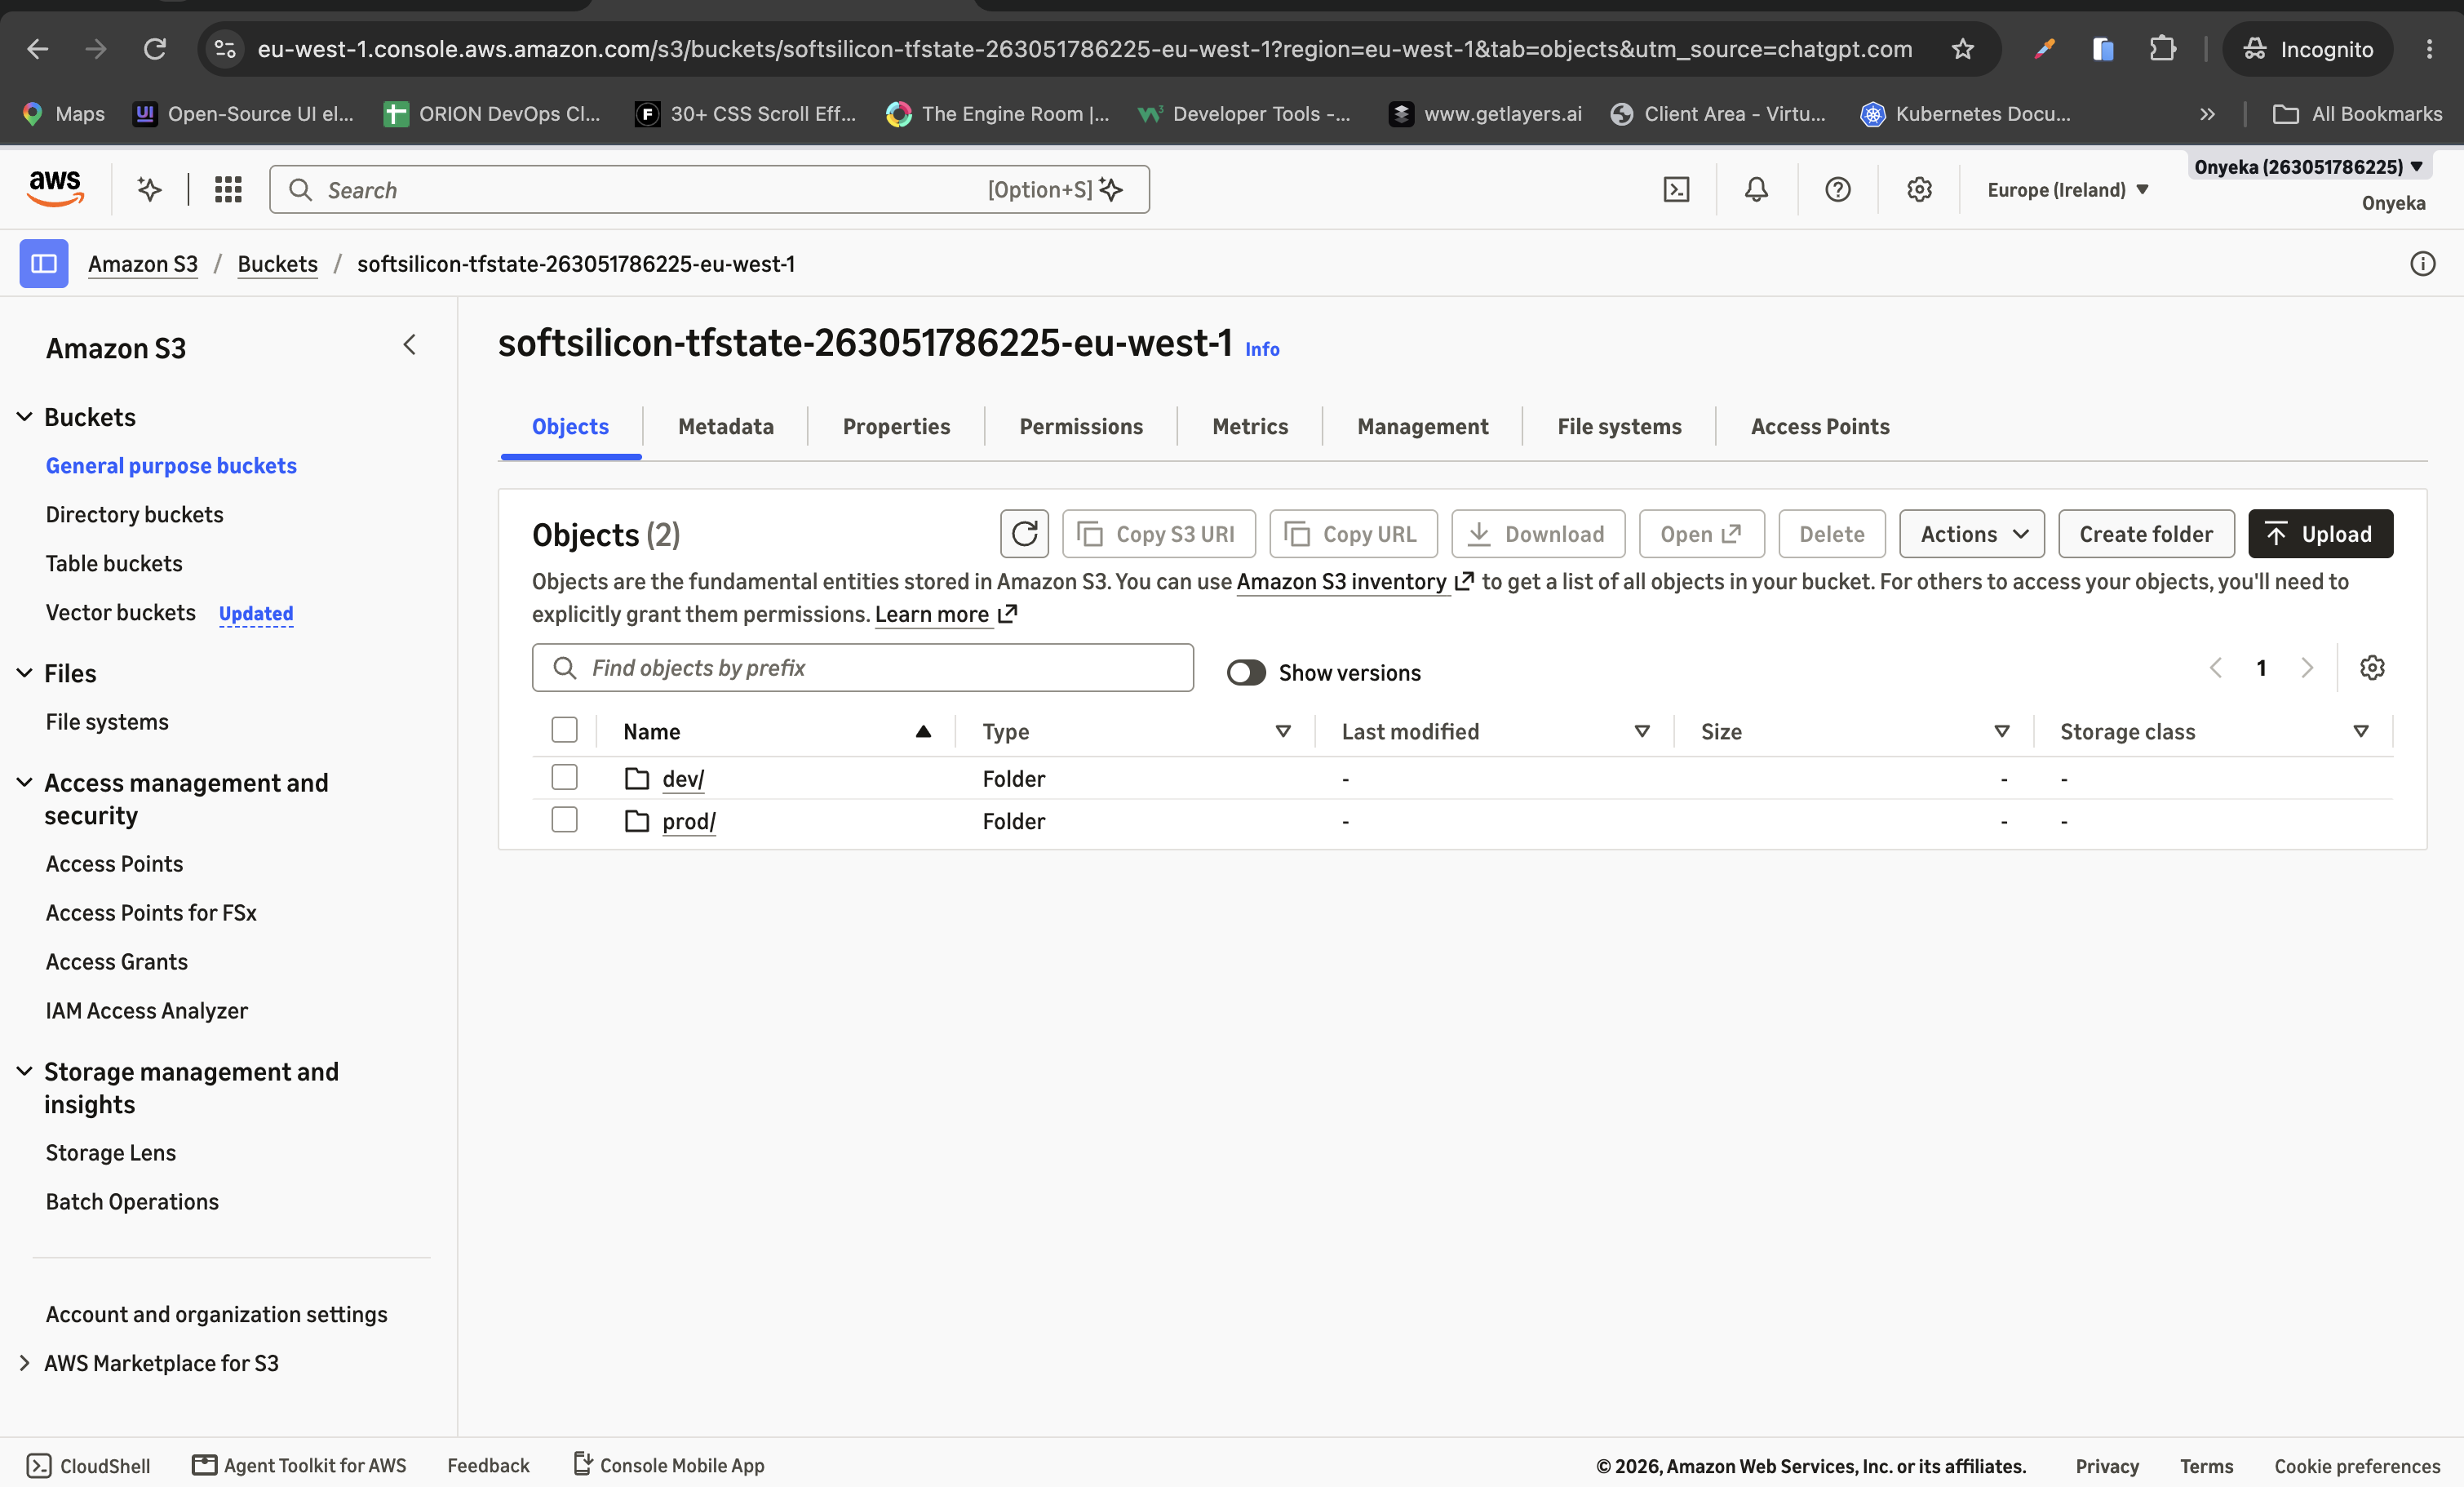 eu-west-1.console.aws.amazon.com/s3/buckets/softsilicon-tfstate-263051786225-eu-west-1?region=eu-west-1&tab=objects&utm_source=chatgpt.com
Incognito
Maps
Open-Source UI el...
ORION DevOps Cl...
30+ CSS Scroll Eff...
The Engine Room |...
Developer Tools -...
www.getlayers.ai
Client Area - Virtu...
Kubernetes Docu...
All Bookmarks
aws
Search
[Option+S]
Europe (Ireland)
Onyeka (263051786225)
Onyeka
Amazon S3 / Buckets / softsilicon-tfstate-263051786225-eu-west-1
Amazon S3
Buckets
General purpose buckets
Directory buckets
Table buckets
Vector buckets Updated
Files
File systems
Access management and
security
Access Points
Access Points for FSx
Access Grants
IAM Access Analyzer
Storage management and
insights
Storage Lens
Batch Operations
Account and organization settings
AWS Marketplace for S3
softsilicon-tfstate-263051786225-eu-west-1 Info
Objects
Metadata
Properties
Permissions
Metrics
Management
File systems
Access Points
Objects (2)
Copy S3 URI
Copy URL
Download
Open
Delete
Actions
Create folder
Upload
Objects are the fundamental entities stored in Amazon S3. You can use Amazon S3 inventory to get a list of all objects in your bucket. For others to access your objects, you'll need to
explicitly grant them permissions. Learn more
Find objects by prefix
Show versions
1
Name Type Last modified Size Storage class
dev/ Folder - - -
prod/ Folder - - -
CloudShell
Agent Toolkit for AWS
Feedback
Console Mobile App
© 2026, Amazon Web Services, Inc. or its affiliates.
Privacy
Terms
Cookie preferences